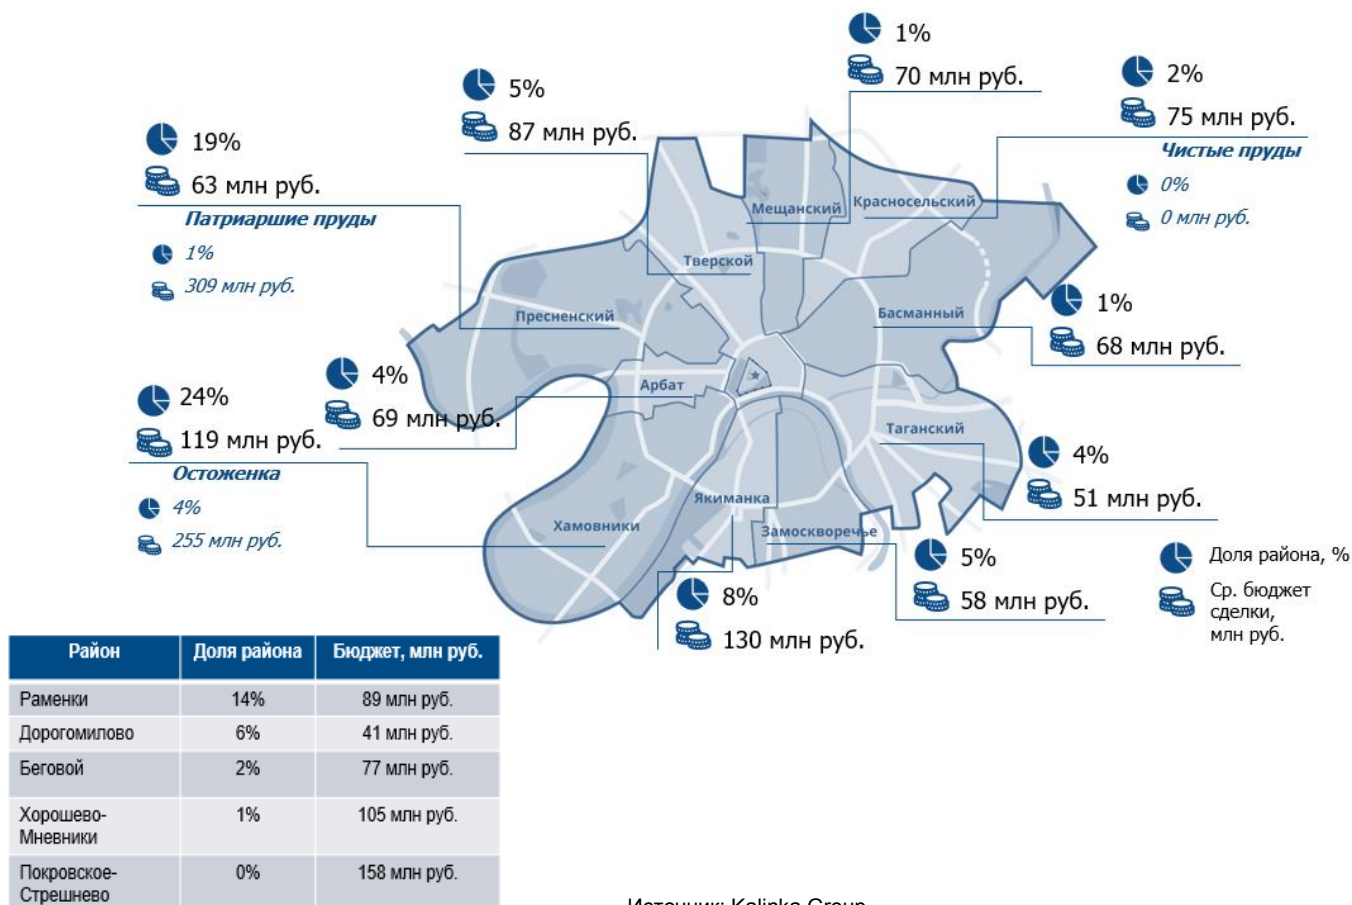 1%
70 млн руб.
5%
87 млн руб.
2%
75 млн руб.
Чистые пруды
0%
0 млн руб.
19%
63 млн руб.
Патриаршие пруды
1%
309 млн руб.
Мещанский
Красносельский
Тверской
Пресненский
Басманный
1%
68 млн руб.
Арбат
4%
69 млн руб.
24%
119 млн руб.
Остоженка
4%
255 млн руб.
Таганский
4%
51 млн руб.
Якиманка
Хамовники
Замоскворечье
5%
58 млн руб.
8%
130 млн руб.
Доля района, %
Ср. бюджет
сделки,
млн руб.
Район Доля района Бюджет, млн руб.
Раменки 14% 89 млн руб.
Дорогомилово 6% 41 млн руб.
Беговой 2% 77 млн руб.
Хорошево-
Мневники 1% 105 млн руб.
Покровское-
Стрешнево 0% 158 млн руб.
Источник: Kalinka Group